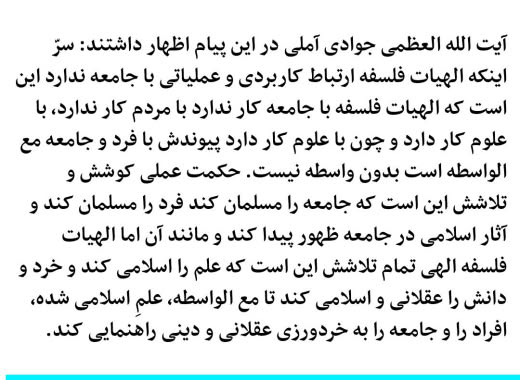 آیت الله العظمی جوادی آملی در این پیام اظهار داشتند: سرّ
اینکه الهیات فلسفه ارتباط کاربردی و عملیاتی با جامعه ندارد این
است که الهیات فلسفه با جامعه کار ندارد با مردم کار ندارد، با
علوم کار دارد و چون با علوم کار دارد پیوندش با فرد و جامعه مع
الواسطه است بدون واسطه نیست. حکمت عملی کوشش و
تلاشش این است که جامعه را مسلمان کند فرد را مسلمان کند و
آثار اسلامی در جامعه ظهور پیدا کند و مانند آن اما الهیات
فلسفه الهی تمام تلاشش این است که علم را اسلامی کند و خرد و
دانش را عقلانی و اسلامی کند تا مع الواسطه، علمِ اسلامی شده،
افراد را و جامعه را به خردورزی عقلانی و دینی راهنمایی کند.